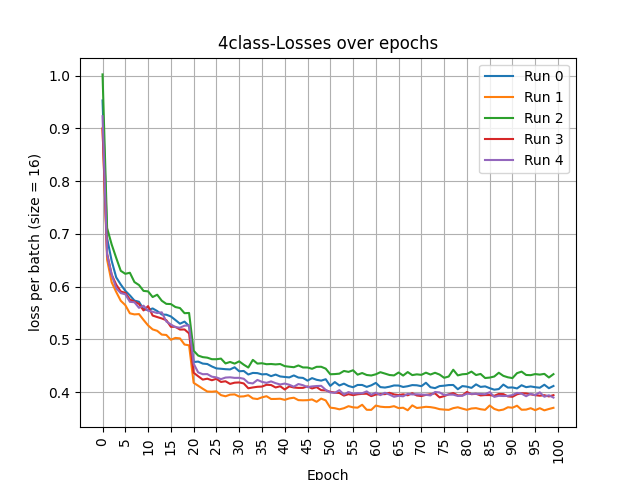 4class-Losses over epochs
1.0
0.9
0.8
0.7
0.6
0.5
0.4
loss per batch (size = 16)
Run 0
Run 1
Run 2
Run 3
Run 4
0 5 10 15 20 25 30 35 40 45 50 55 60 65 70 75 80 85 90 95 100
Epoch